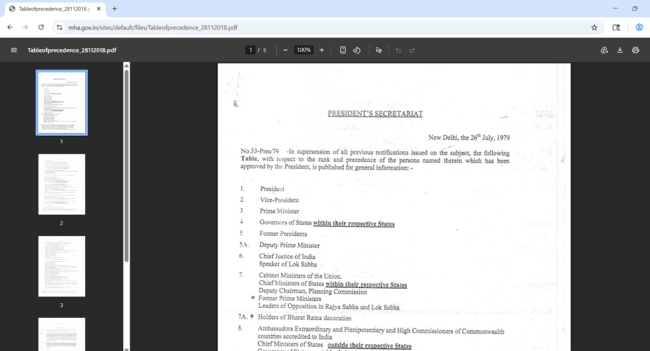 Tableofprecedence_28112018.pdf
mha.gov.in/sites/default/files/Tableofprecedence_28112018.pdf
Tableofprecedence_28112018.pdf
1 / 5
100%
1
2
3
PRESIDENT'S SECRETARIAT
New Delhi, the 26th July, 1979
No.33-Pres/79 -In supersession of all previous notifications issued on the subject, the following
Table, with respect to the rank and precedence of the persons named therein which has been
approved by the President, is published for general information: -
1. President
2. Vice-President
3. Prime Minister
4 Governors of States within their respective States
5 Former Presidents
5A. Deputy Prime Minister
6. Chief Justice of India
Speaker of Lok Sabha
7. Cabinet Ministers of the Union.
Chief Ministers of States within their respective States
Deputy Chairman, Planning Commission
* Former Prime Ministers
Leaders of Opposition in Rajya Sabha and Lok Sabha
7A. Holders of Bharat Ratna decoration
8. Ambassadors Extraordinary and Plenipotentiary and High Commissioners of Commonwealth
countries accredited to India
Chief Ministers of States outside their respective States